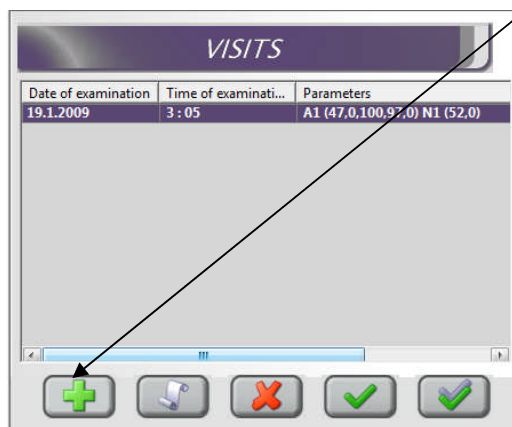 VISITS
Date of examination Time of examinati... Parameters
19.1.2009 3 : 05 A1 (47,0,100,97,0) N1 (52,0)